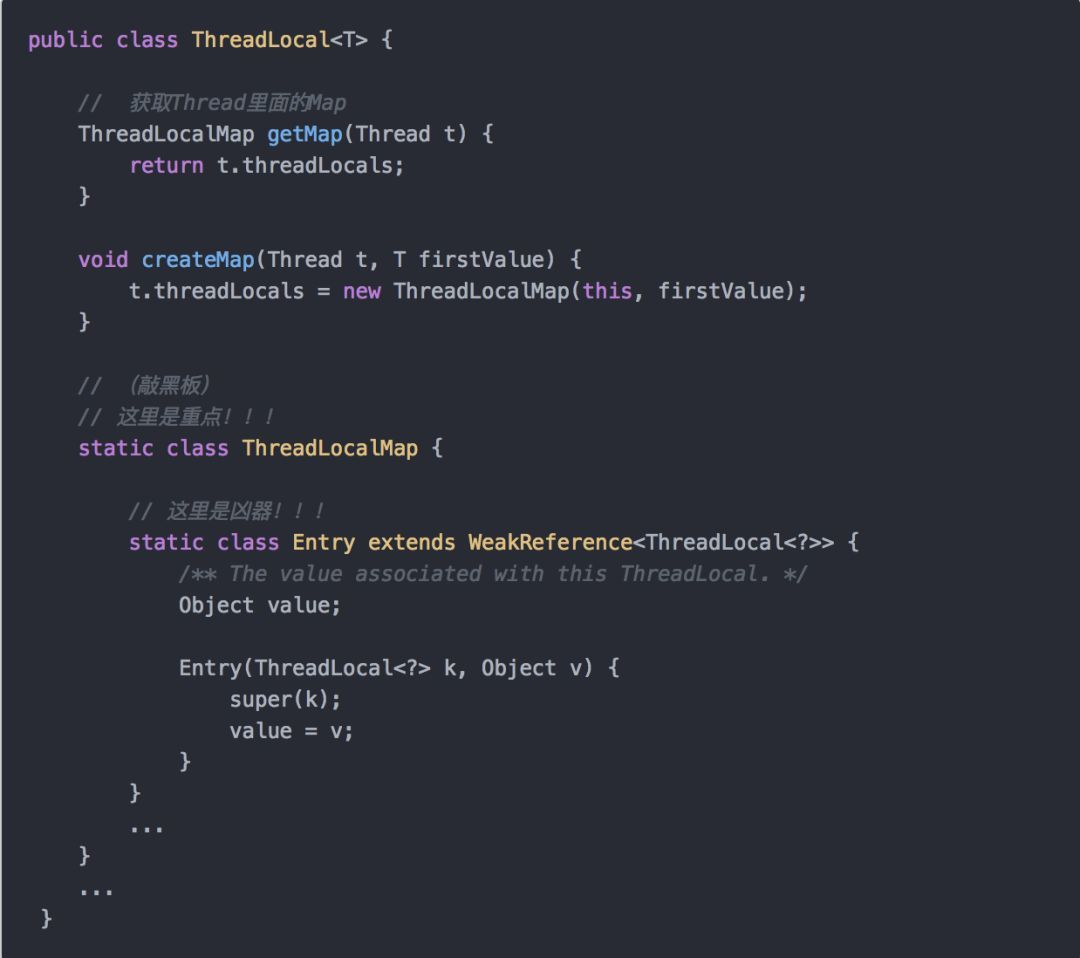 public class ThreadLocal<T> {
//  获取Thread里面的Map
ThreadLocalMap getMap(Thread t) {
return t.threadLocals;
}
void createMap(Thread t, T firstValue) {
t.threadLocals = new ThreadLocalMap(this, firstValue);
}
// （敲黑板）
// 这里是重点！！！
static class ThreadLocalMap {
// 这里是凶器！！！
static class Entry extends WeakReference<ThreadLocal<?>> {
/** The value associated with this ThreadLocal. */
Object value;
Entry(ThreadLocal<?> k, Object v) {
super(k);
value = v;
}
}
...
}
...
}